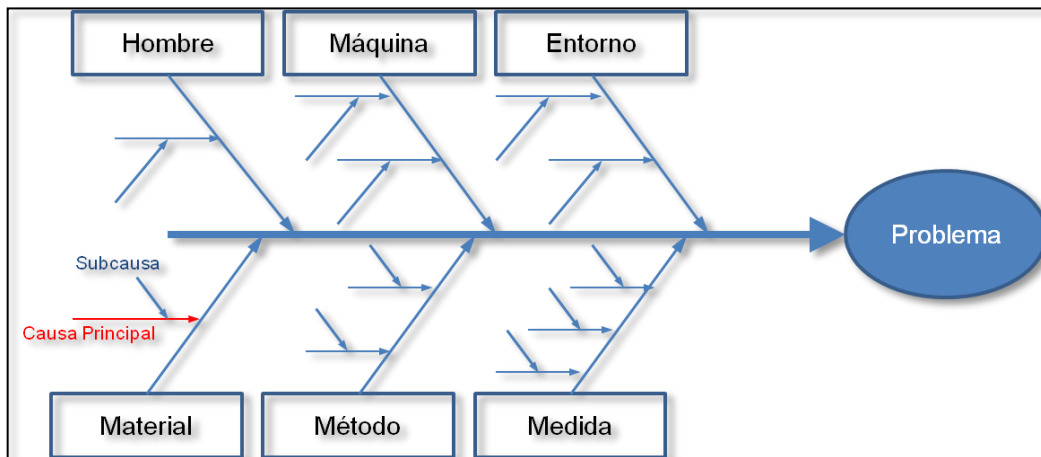 Hombre
Máquina
Entorno
Problema
Subcausa
Causa Principal
Material
Método
Medida